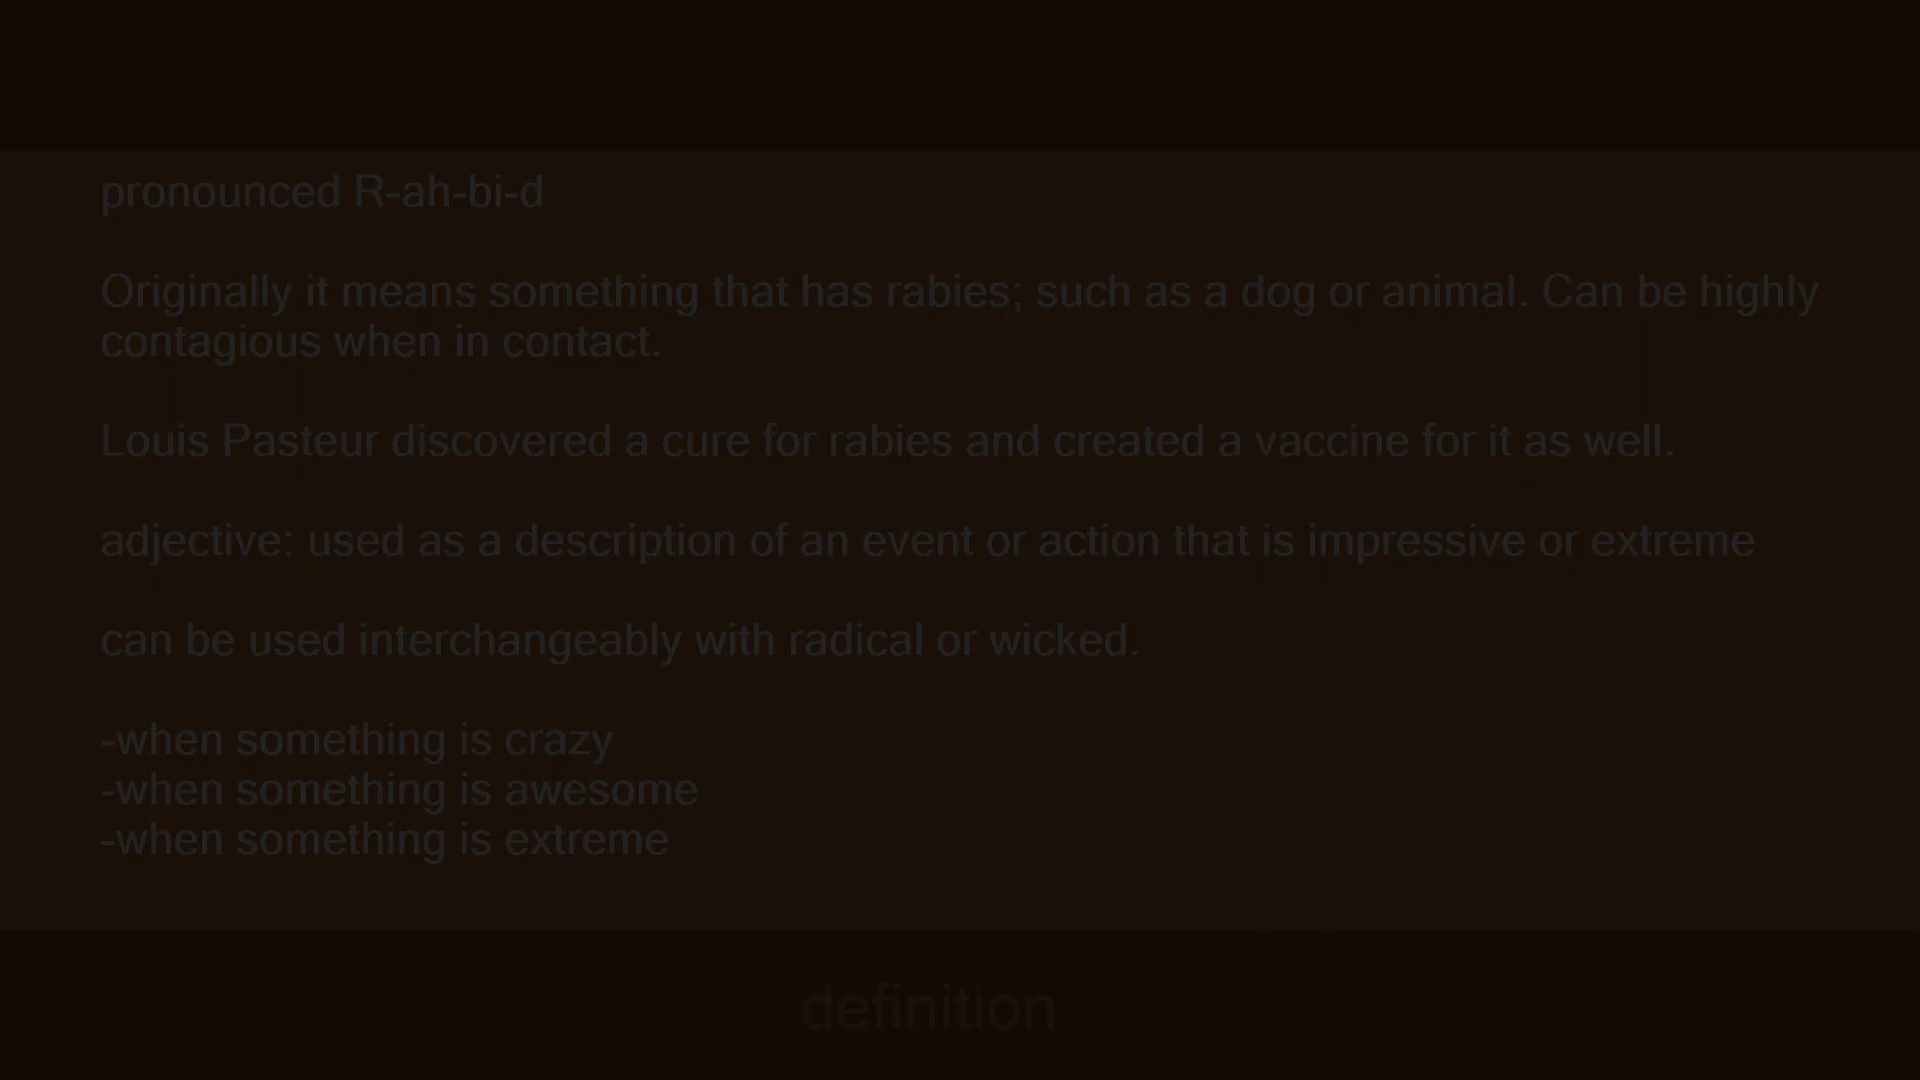 pronounced R-ah-bi-d
Originally it means something that has rabies; such as a dog or animal. Can be highly
contagious when in contact.
Louis Pasteur discovered a cure for rabies and created a vaccine for it as well.
adjective: used as a description of an event or action that is impressive or extreme
can be used interchangeably with radical or wicked.
-when something is crazy
-when something is awesome
-when something is extreme
definition